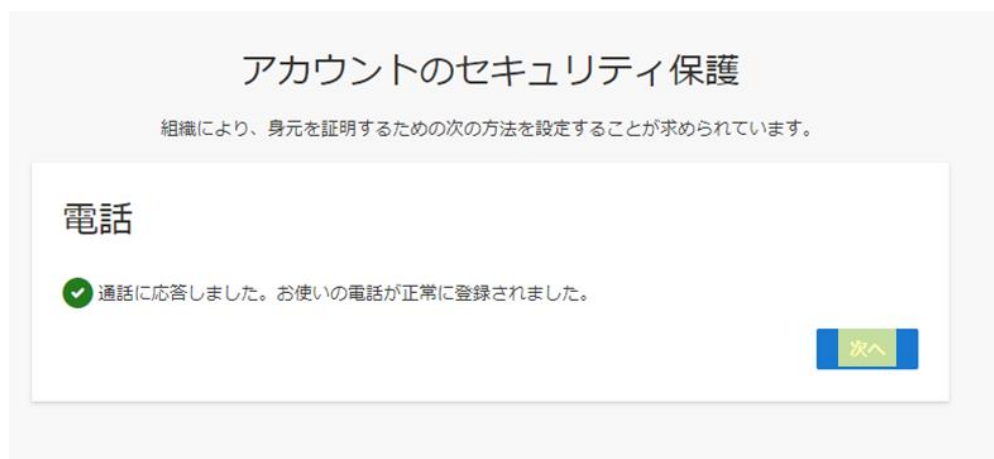 アカウントのセキュリティ保護
組織により、身元を証明するための次の方法を設定することが求められています。
電話
通話に応答しました。お使いの電話が正常に登録されました。
次へ